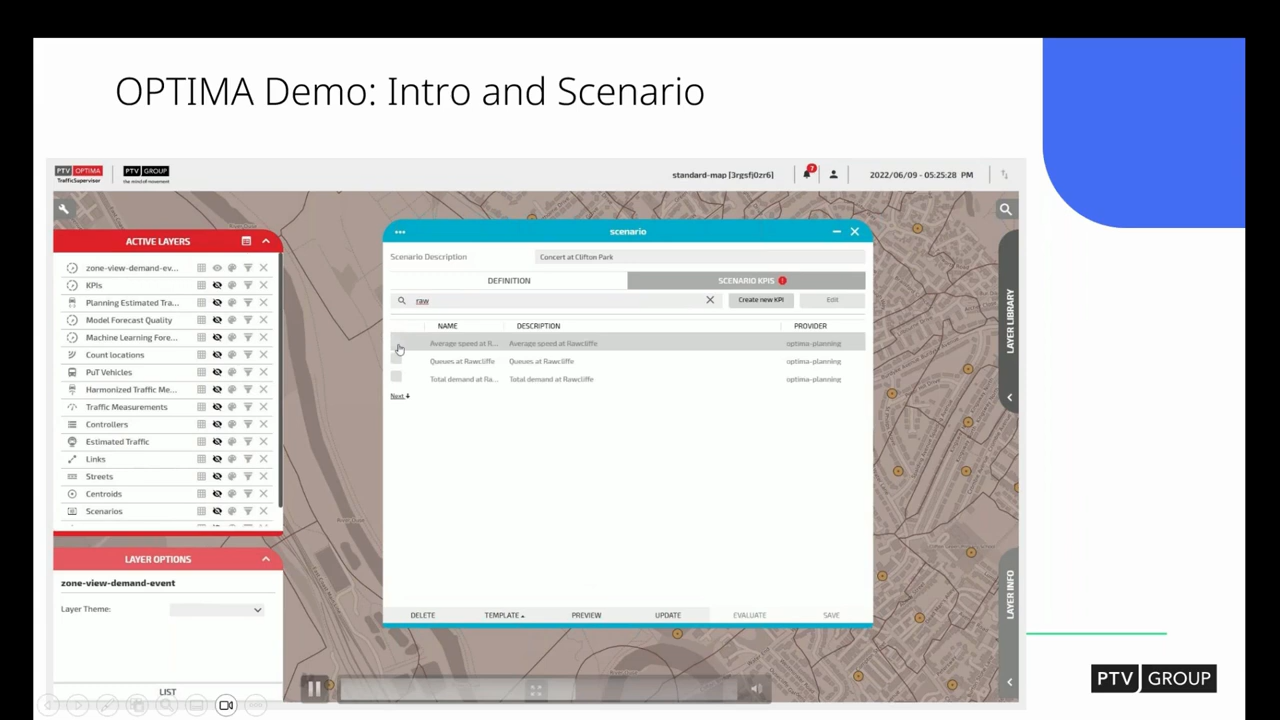 OPTIMA Demo: Intro and Scenario
PTV OPTIMA
TrafficSupervisor
PTV GROUP
the mind of movement
standard-map [3rgsfj0zr6]
7
2022/06/09 - 05:25:28 PM
ACTIVE LAYERS
zone-view-demand-ev...
KPIs
Planning Estimated Tra...
Model Forecast Quality
Machine Learning Fore...
Count locations
PuT Vehicles
Harmonized Traffic Me...
Traffic Measurements
Controllers
Estimated Traffic
Links
Streets
Centroids
Scenarios
LAYER OPTIONS
zone-view-demand-event
Layer Theme:
LIST
scenario
Scenario Description
Concert at Clifton Park
DEFINITION
SCENARIO KPIS
raw
Create new KPI
Edit
NAME
DESCRIPTION
PROVIDER
Average speed at R...
Average speed at Rawcliffe
optima-planning
Queues at Rawcliffe
Queues at Rawcliffe
optima-planning
Total demand at Ra...
Total demand at Rawcliffe
optima-planning
Next
DELETE
TEMPLATE
PREVIEW
UPDATE
EVALUATE
SAVE
LAYER LIBRARY
LAYER INFO
PTV GROUP